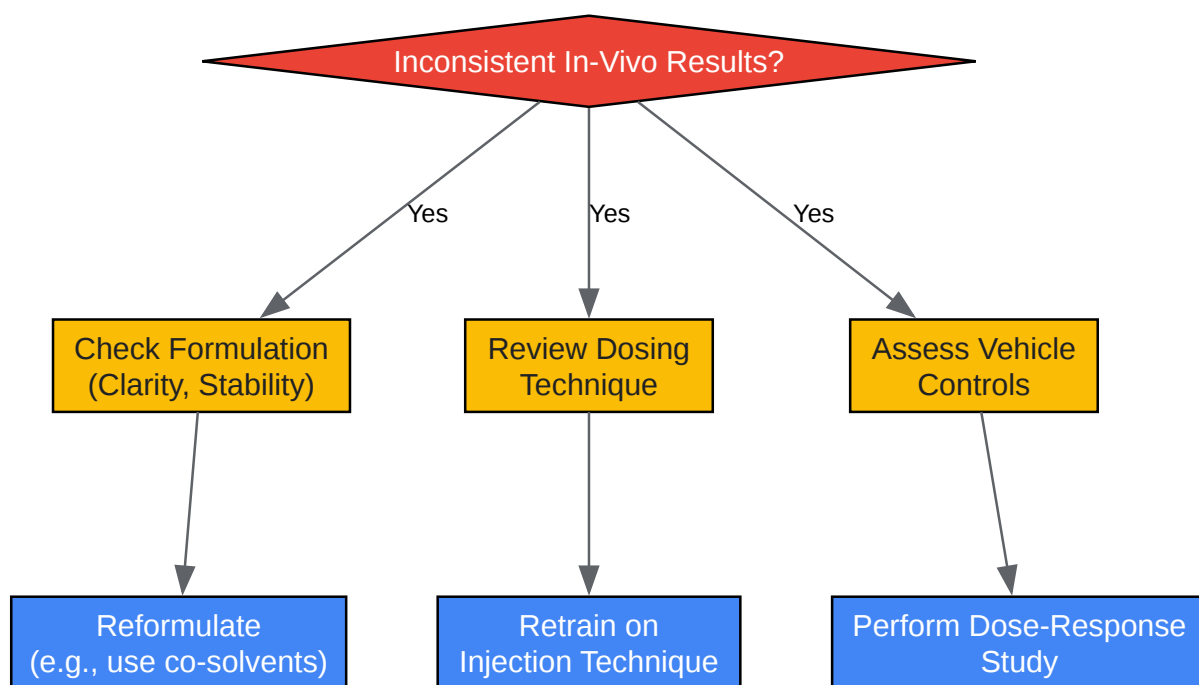 Inconsistent In-Vivo Results?
Yes
Yes
Yes
Check Formulation
(Clarity, Stability)
Review Dosing
Technique
Assess Vehicle
Controls
Reformulate
(e.g., use co-solvents)
Retrain on
Injection Technique
Perform Dose-Response
Study